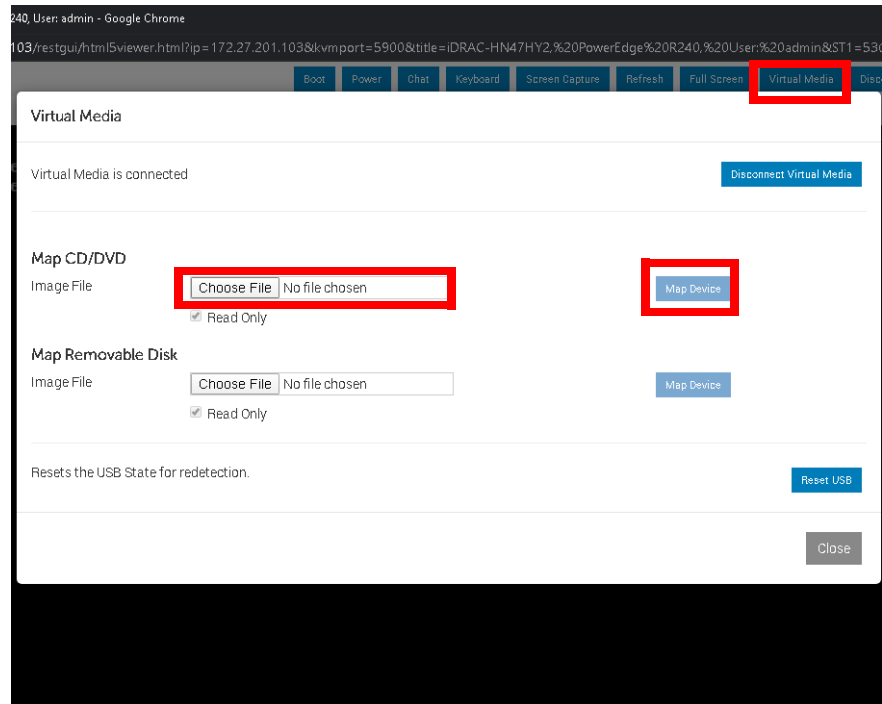 240, User: admin - Google Chrome
103/restgui/html5viewer.html?ip=172.27.201.103&kvmport=5900&title=iDRAC-HN47HY2,%20PowerEdge%20R240,%20User:%20admin&ST1=53
Boot Power Chat Keyboard Screen Capture Refresh Full Screen Virtual Media Disc
Virtual Media
Virtual Media is connected Disconnect Virtual Media
Map CD/DVD
Image File Choose File No file chosen Map Device
Read Only
Map Removable Disk
Image File Choose File No file chosen Map Device
Read Only
Resets the USB State for redetection. Reset USB
Close